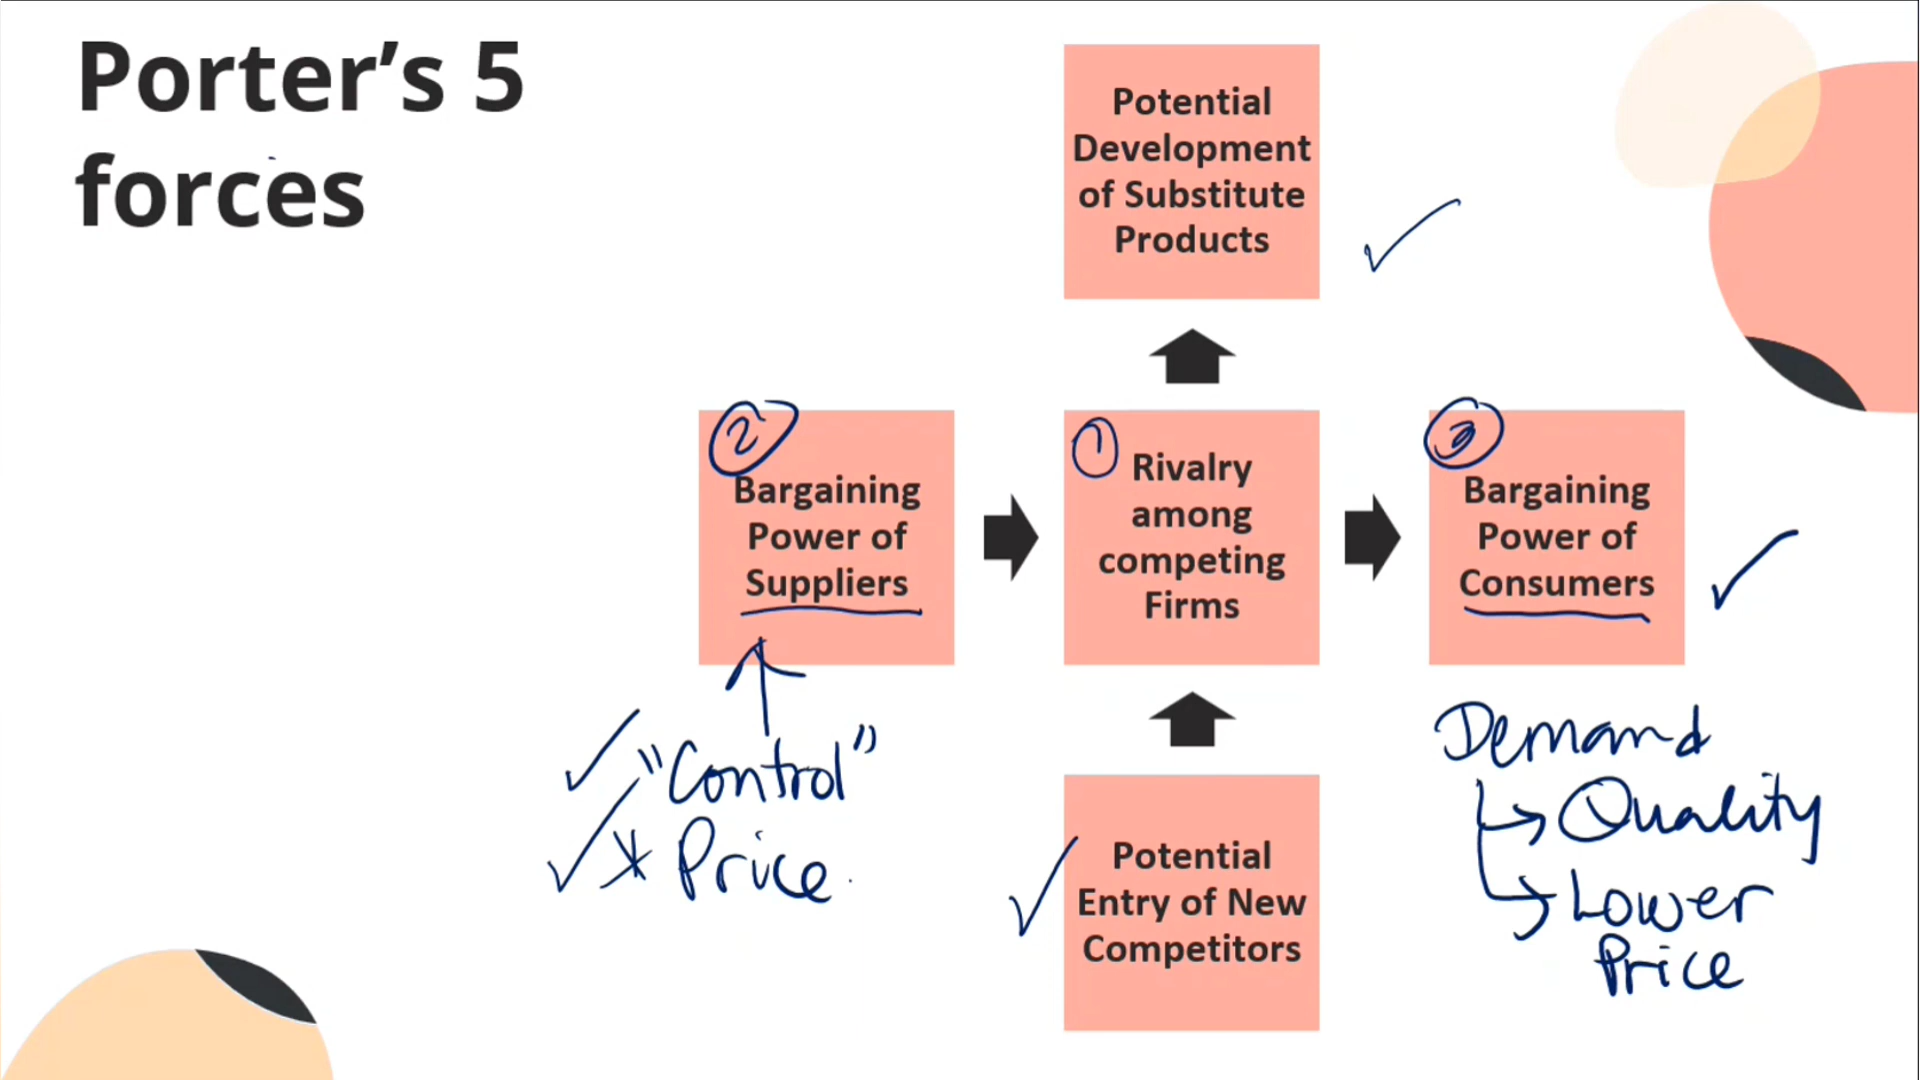 Porter’s 5
forces
Potential
Development
of Substitute
Products
2
Bargaining
Power of
Suppliers
1
Rivalry
among
competing
Firms
3
Bargaining
Power of
Consumers
"Control"
Price
Potential
Entry of New
Competitors
Demand
Quality
Lower
Price